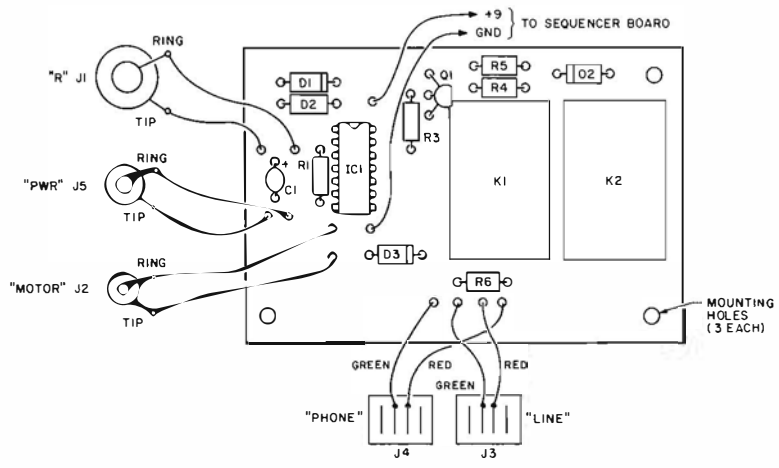 +9
GND
TO SEQUENCER BOARD
RING
"R" J1
TIP
D1
D2
Q1
R5
R4
D2
R3
RING
"PWR" J5
TIP
+
C1
R1
IC1
K1
K2
RING
"MOTOR" J2
TIP
D3
R6
MOUNTING
HOLES
(3 EACH)
GREEN
RED
GREEN
RED
"PHONE"
J4
"LINE"
J3